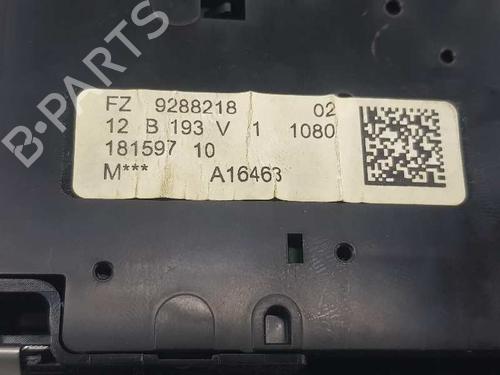 FZ 9288218 02
12 B 193 V 1 1080
181597 10
M*** A16463
B-PARTS